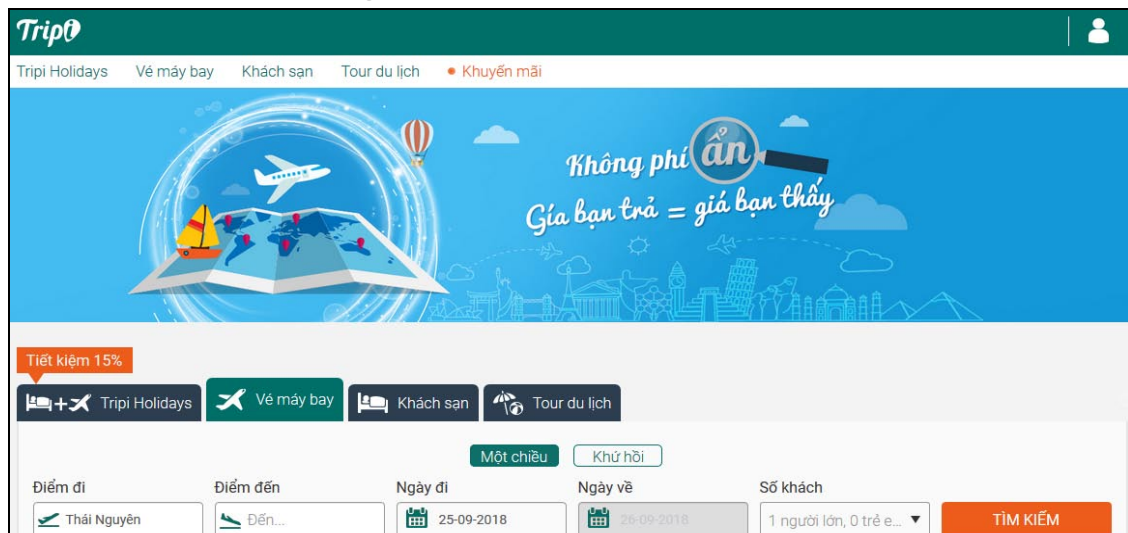 Tripi
Tripi Holidays Vé máy bay Khách sạn Tour du lịch • Khuyến mãi
Không phí ẩn
Gía bạn trả = giá bạn thấy
Tiết kiệm 15%
+ Tripi Holidays Vé máy bay Khách sạn Tour du lịch
Một chiều Khứ hồi
Điểm đi Điểm đến Ngày đi Ngày về Số khách
Thái Nguyên Đến... 25-09-2018 26-09-2018 1 người lớn, 0 trẻ e... TÌM KIẾM